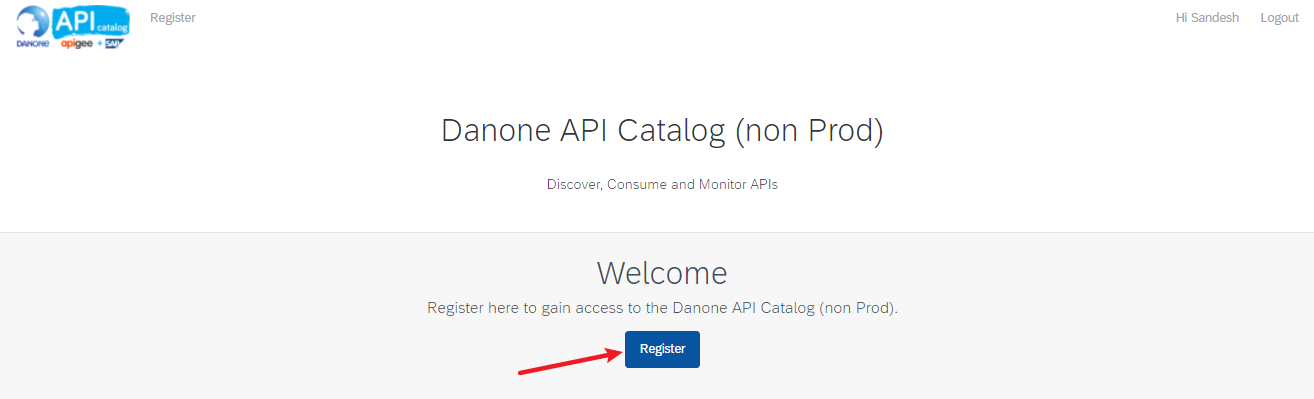 API catalog
DANONE apigee + SAP
Register
Hi Sandesh Logout
Danone API Catalog (non Prod)
Discover, Consume and Monitor APIs
Welcome
Register here to gain access to the Danone API Catalog (non Prod).
Register